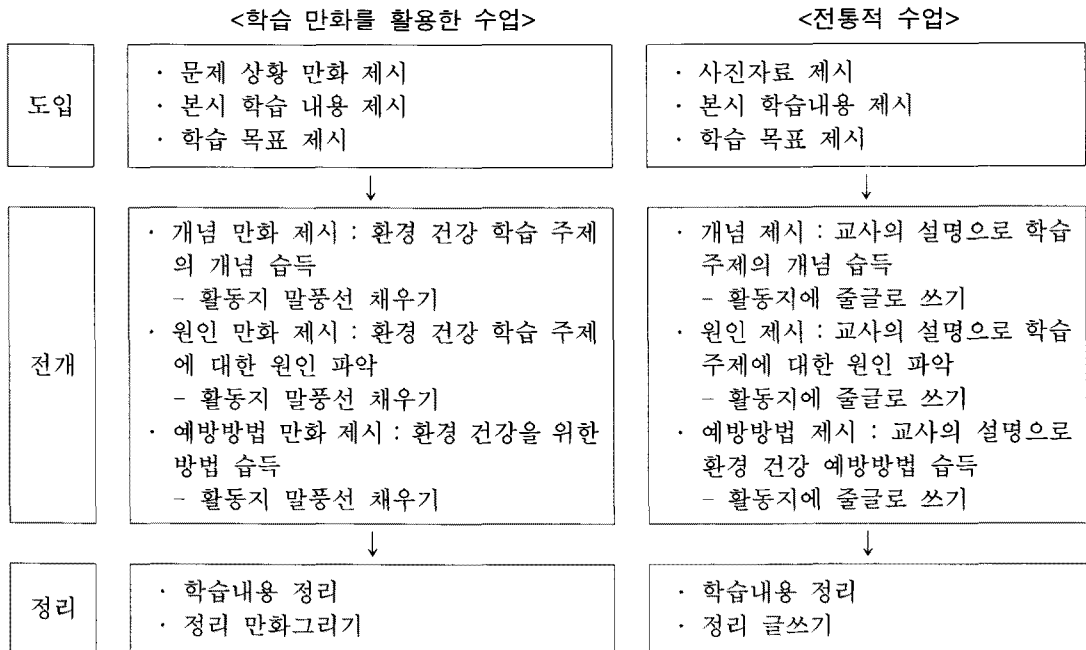 <학습 만화를 활용한 수업>
<전통적 수업>
도입
· 문제 상황 만화 제시
· 본시 학습 내용 제시
· 학습 목표 제시
· 사진자료 제시
· 본시 학습내용 제시
· 학습 목표 제시
↓
↓
전개
· 개념 만화 제시 : 환경 건강 학습 주제
의 개념 습득
- 활동지 말풍선 채우기
· 원인 만화 제시 : 환경 건강 학습 주제
에 대한 원인 파악
- 활동지 말풍선 채우기
· 예방방법 만화 제시 : 환경 건강을 위한
방법 습득
- 활동지 말풍선 채우기
· 개념 제시 : 교사의 설명으로 학습
주제의 개념 습득
- 활동지에 줄글로 쓰기
· 원인 제시 : 교사의 설명으로 학습
주제에 대한 원인 파악
- 활동지에 줄글로 쓰기
· 예방방법 제시 : 교사의 설명으로
환경 건강 예방방법 습득
- 활동지에 줄글로 쓰기
↓
↓
정리
· 학습내용 정리
· 정리 만화그리기
· 학습내용 정리
· 정리 글쓰기